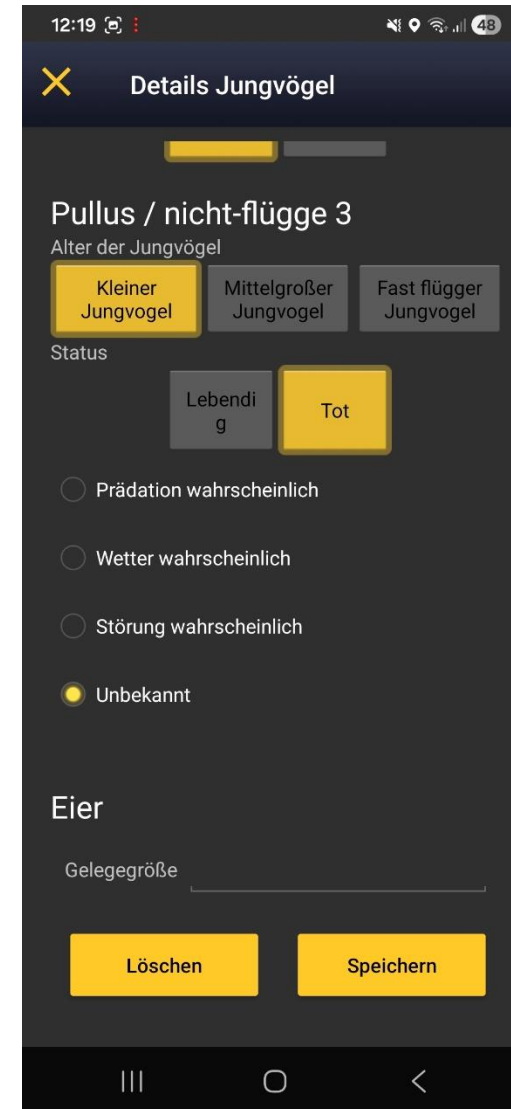 12:19
48
Details Jungvögel
Pullus / nicht-flügge 3
Alter der Jungvögel
Kleiner
Jungvogel
Mittelgroßer
Jungvogel
Fast flügger
Jungvogel
Status
Lebendi
g
Tot
Prädation wahrscheinlich
Wetter wahrscheinlich
Störung wahrscheinlich
Unbekannt
Eier
Gelegegröße
Löschen
Speichern